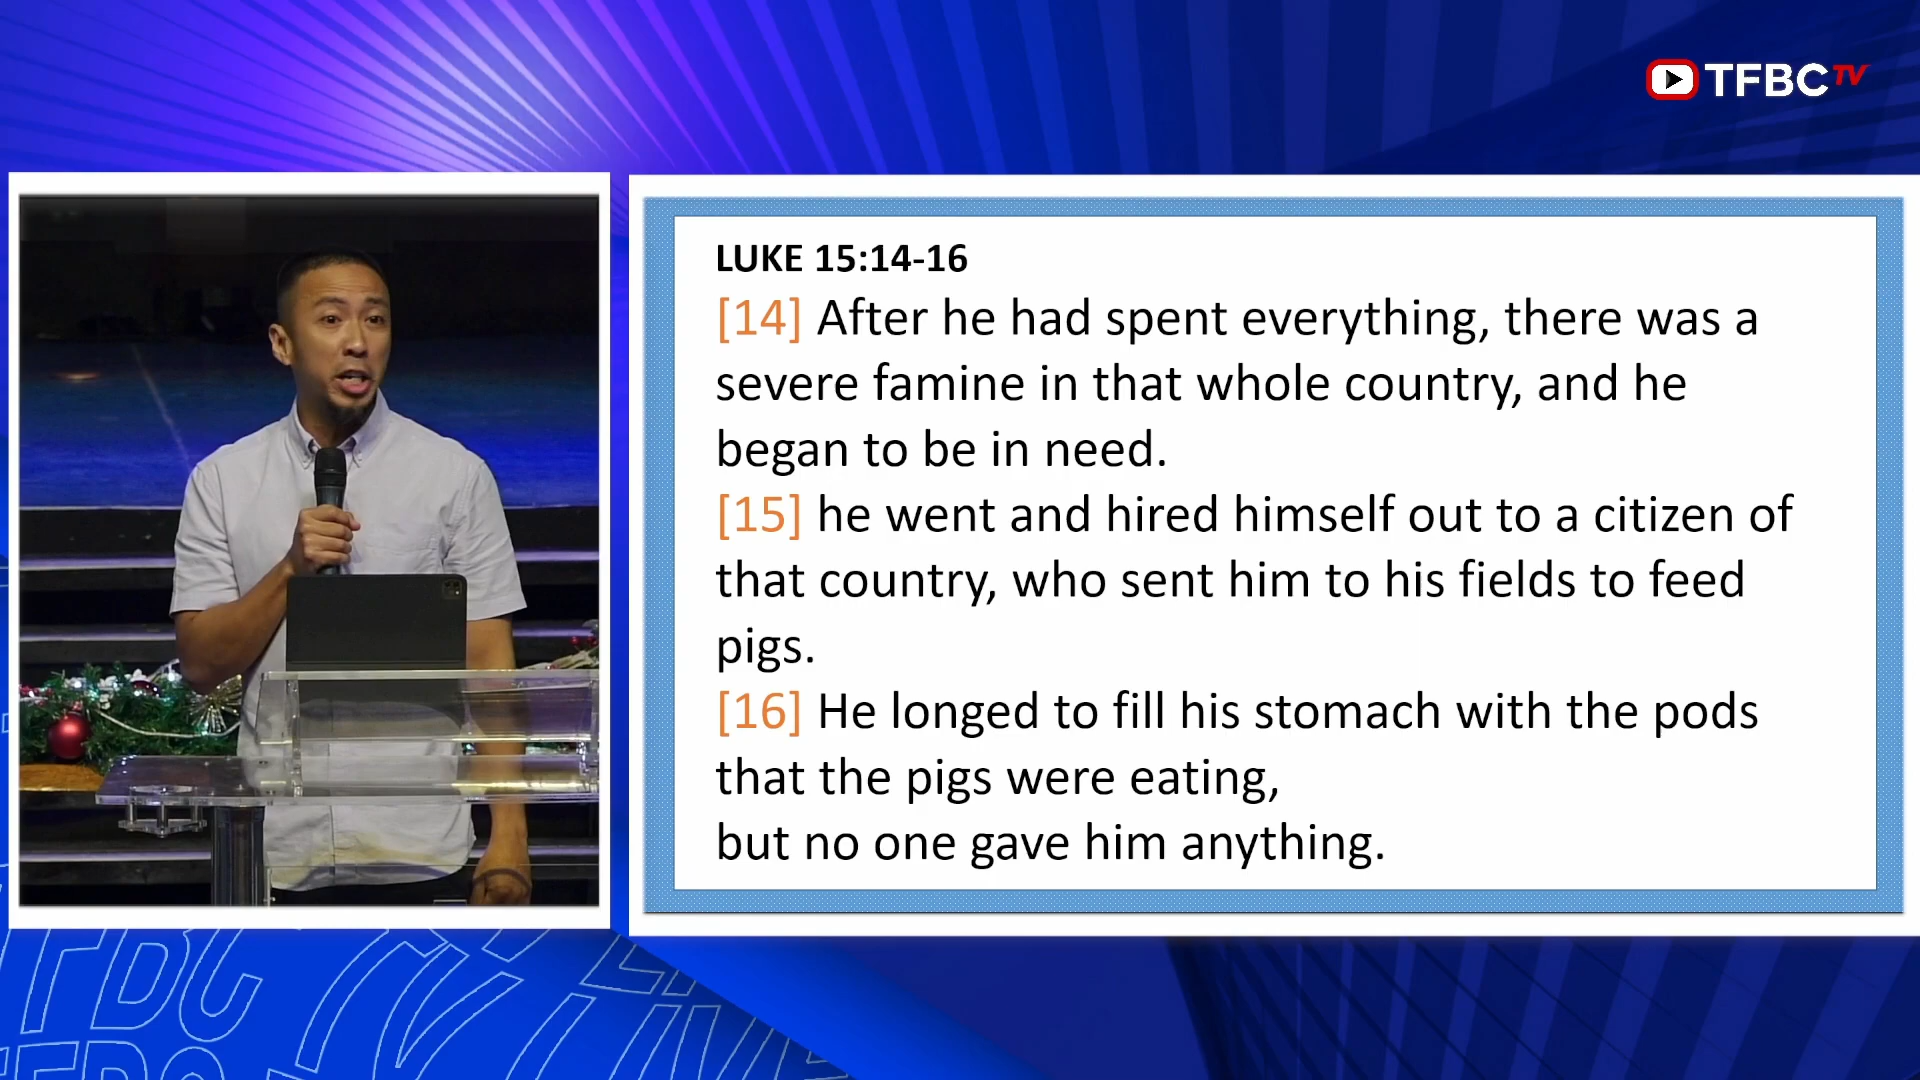 TFBC TV
LUKE 15:14-16
[14] After he had spent everything, there was a
severe famine in that whole country, and he
began to be in need.
[15] he went and hired himself out to a citizen of
that country, who sent him to his fields to feed
pigs.
[16] He longed to fill his stomach with the pods
that the pigs were eating,
but no one gave him anything.
TFBC TV LIVE